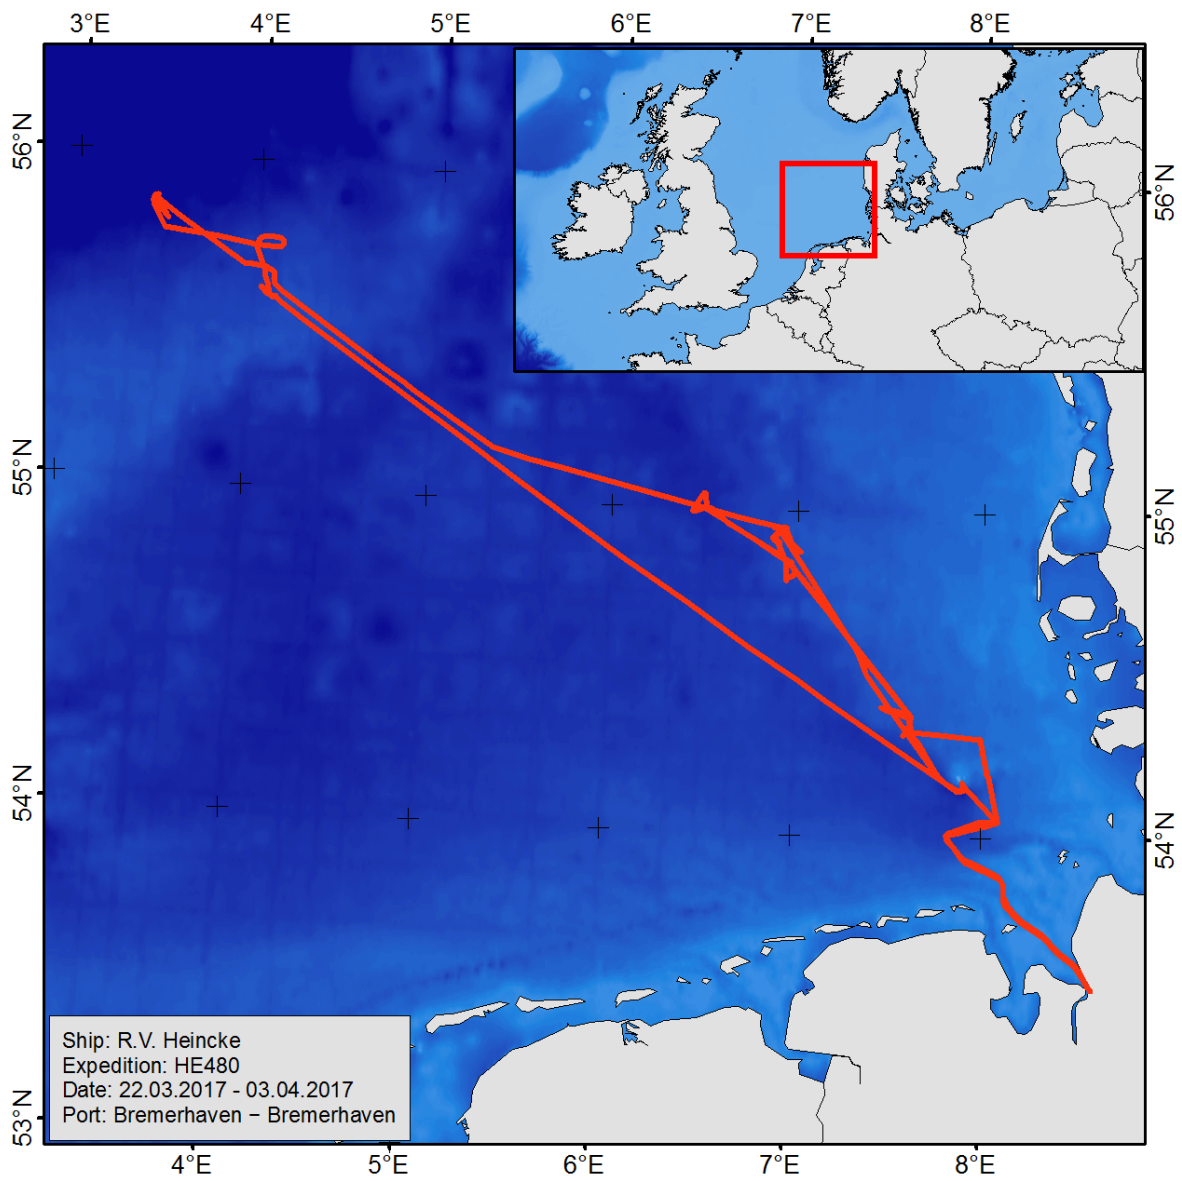 3°E 4°E 5°E 6°E 7°E 8°E
56°N
56°N
55°N
55°N
54°N
54°N
53°N
Ship: R.V. Heincke
Expedition: HE480
Date: 22.03.2017 - 03.04.2017
Port: Bremerhaven – Bremerhaven
4°E 5°E 6°E 7°E 8°E